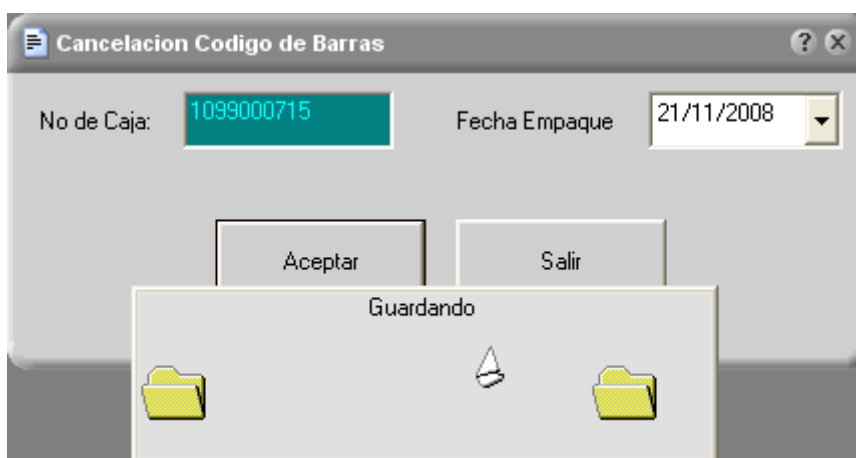 Cancelacion Codigo de Barras
No de Caja: 1099000715 Fecha Empaque 21/11/2008
Aceptar Salir
Guardando